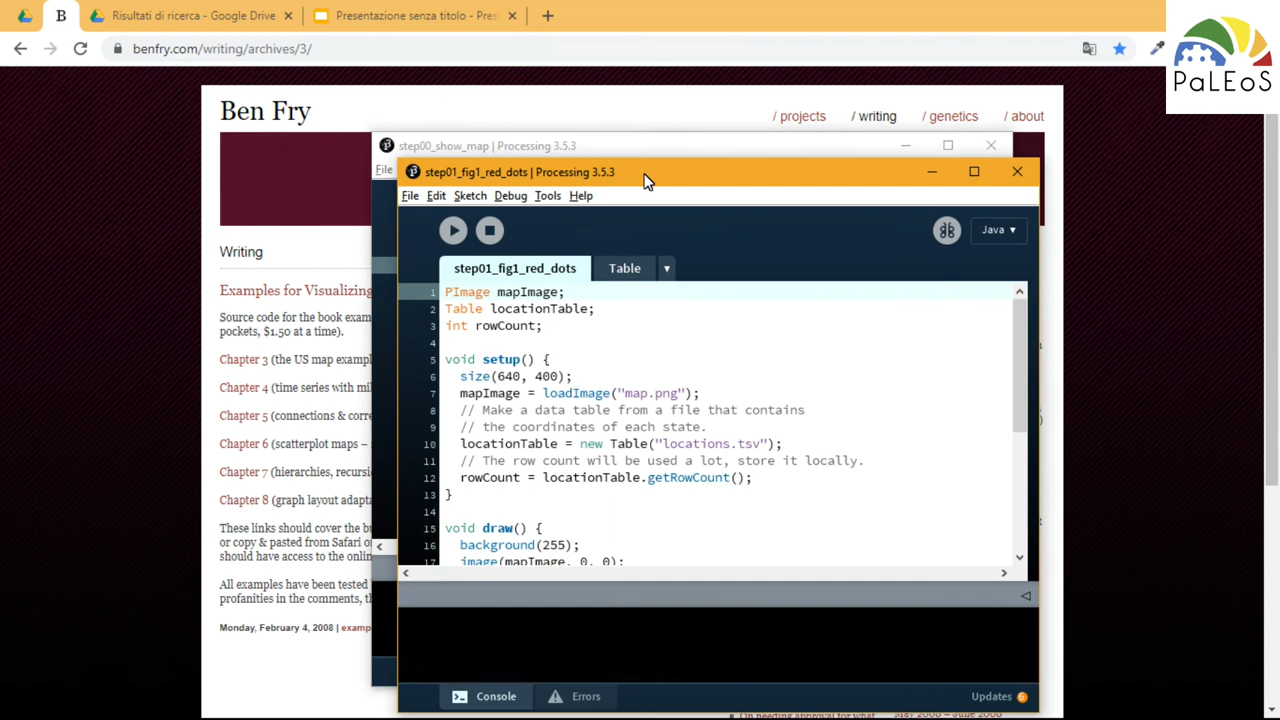 B
Risultati di ricerca - Google Drive
Presentazione senza titolo - Pres
benfry.com/writing/archives/3/
PaLEoS
Ben Fry
/ projects / writing / genetics / about
step00_show_map | Processing 3.5.3
File
step01_fig1_red_dots | Processing 3.5.3
File Edit Sketch Debug Tools Help
Java ▾
step01_fig1_red_dots Table ▾
1 PImage mapImage;
2 Table locationTable;
3 int rowCount;
4
5 void setup() {
6 size(640, 400);
7 mapImage = loadImage("map.png");
8 // Make a data table from a file that contains
9 // the coordinates of each state.
10 locationTable = new Table("locations.tsv");
11 // The row count will be used a lot, store it locally.
12 rowCount = locationTable.getRowCount();
13 }
14
15 void draw() {
16 background(255);
17 image(mapImage, 0, 0);
Console Errors Updates 6
Writing
Examples for Visualizing
Source code for the book exam
pockets, $1.50 at a time).
Chapter 3 (the US map exampl
Chapter 4 (time series with mi
Chapter 5 (connections & corre
Chapter 6 (scatterplot maps –
Chapter 7 (hierarchies, recursi
Chapter 8 (graph layout adapta
These links should cover the bu
or copy & pasted from Safari o
should have access to the onlin
All examples have been tested
profanities in the comments, th
Monday, February 4, 2008 | examp